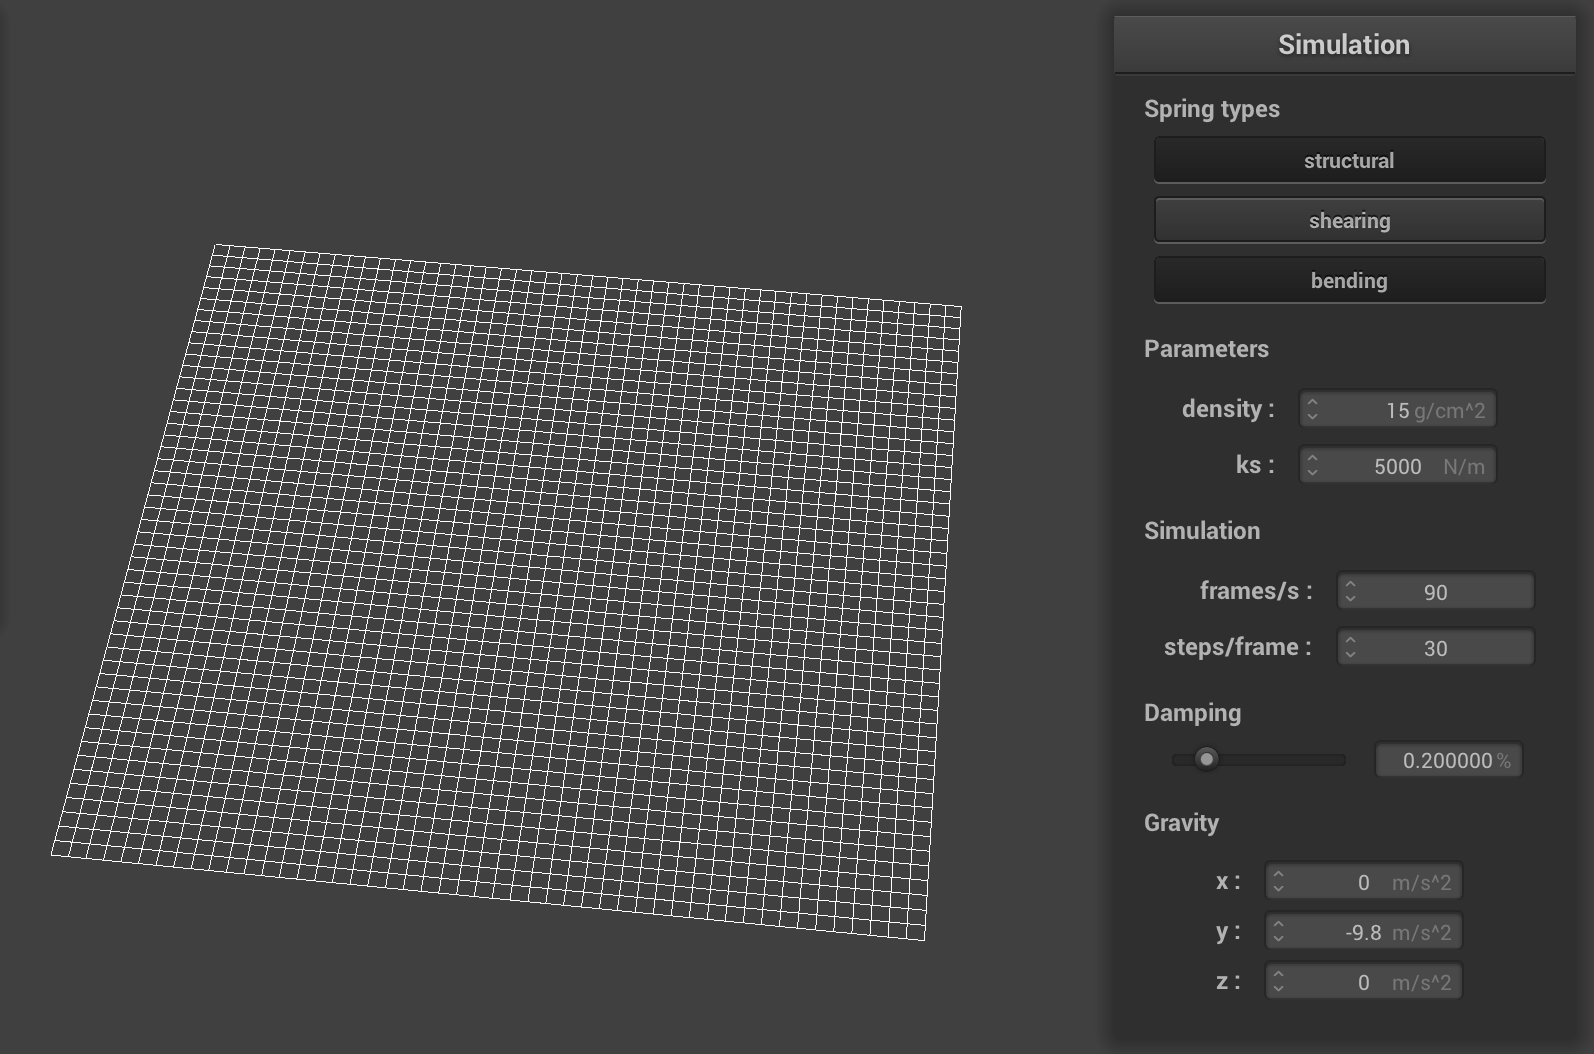 Simulation
Spring types
structural
shearing
bending
Parameters
density : 15 g/cm^2
ks : 5000 N/m
Simulation
frames/s : 90
steps/frame : 30
Damping
0.200000 %
Gravity
x : 0 m/s^2
y : -9.8 m/s^2
z : 0 m/s^2